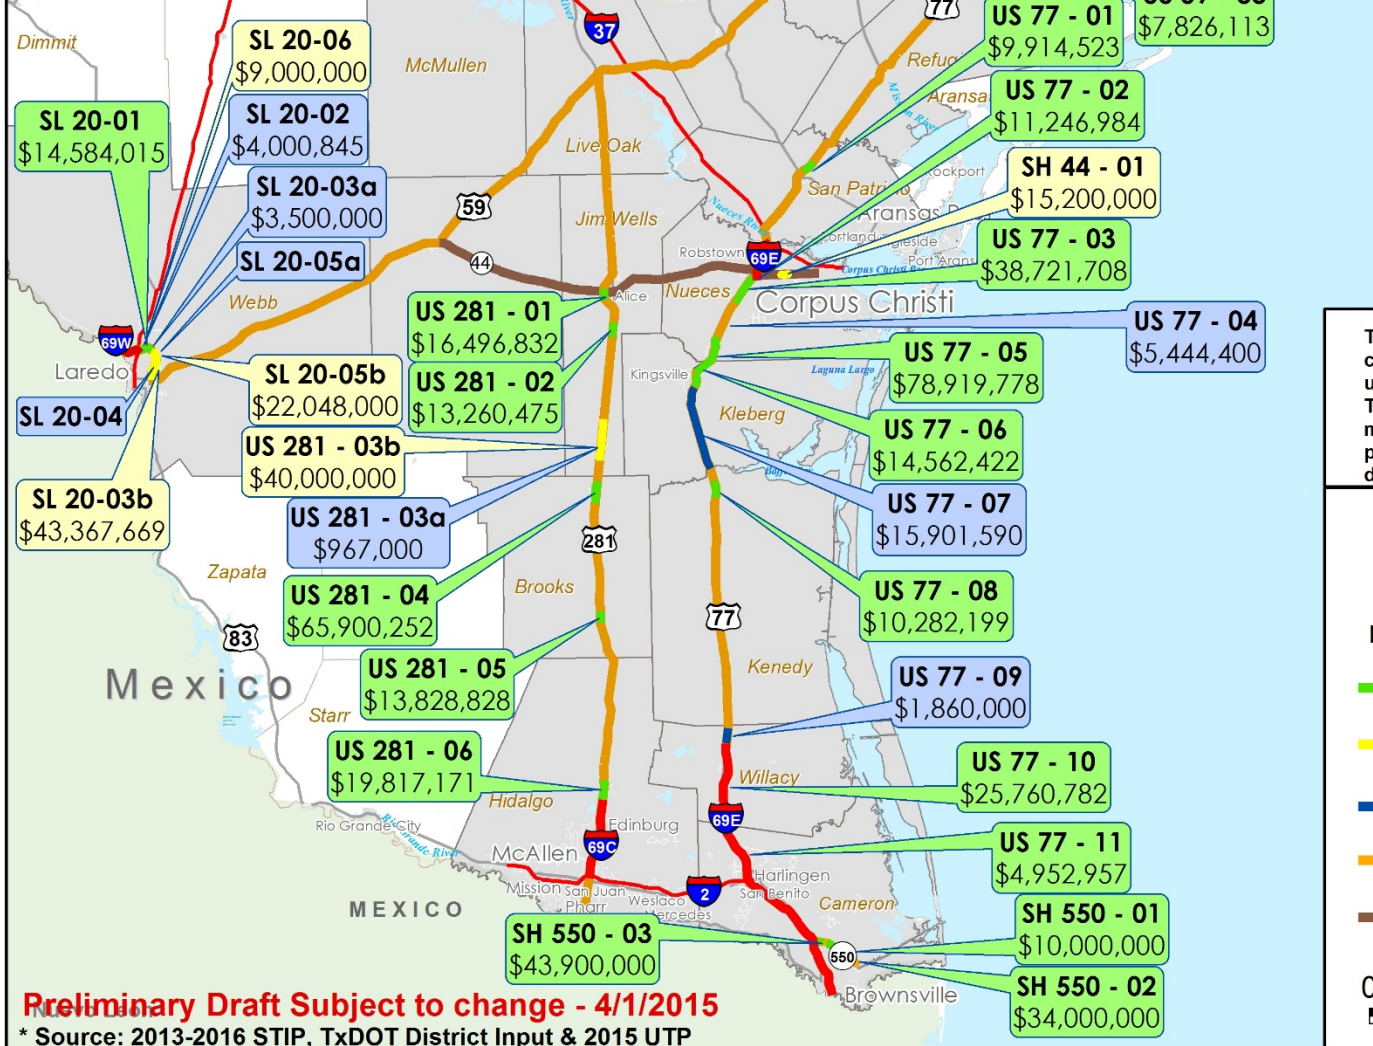 Dimmit
SL 20-06
$9,000,000
McMullen
37
77
US 77 - 01
$9,914,523
$7,826,113
SL 20-01
$14,584,015
SL 20-02
$4,000,845
Live Oak
US 77 - 02
$11,246,984
SL 20-03a
$3,500,000
59
Jim Wells
SH 44 - 01
$15,200,000
SL 20-05a
44
Robstown
69E
US 77 - 03
$38,721,708
Webb
Alice
Nueces
Corpus Christi
69W
Laredo
US 281 - 01
$16,496,832
US 77 - 04
$5,444,400
SL 20-05b
$22,048,000
US 281 - 02
$13,260,475
Kingsville
US 77 - 05
$78,919,778
Laguna Largo
SL 20-04
Kleberg
US 281 - 03b
$40,000,000
US 77 - 06
$14,562,422
SL 20-03b
$43,367,669
US 281 - 03a
$967,000
US 77 - 07
$15,901,590
281
Zapata
Brooks
US 281 - 04
$65,900,252
US 77 - 08
$10,282,199
83
77
Mexico
US 281 - 05
$13,828,828
Kenedy
US 77 - 09
$1,860,000
Starr
US 281 - 06
$19,817,171
Willacy
US 77 - 10
$25,760,782
Hidalgo
Rio Grande City
Rio Grande River
Edinburg
69E
69C
McAllen
US 77 - 11
$4,952,957
Mission
San Juan
Pharr
Weslaco
Mercedes
2
Harlingen
San Benito
Cameron
MEXICO
SH 550 - 03
$43,900,000
SH 550 - 01
$10,000,000
550
SH 550 - 02
$34,000,000
Brownsville
Preliminary Draft Subject to change - 4/1/2015
Nuevo Leon
* Source: 2013-2016 STIP, TxDOT District Input & 2015 UTP